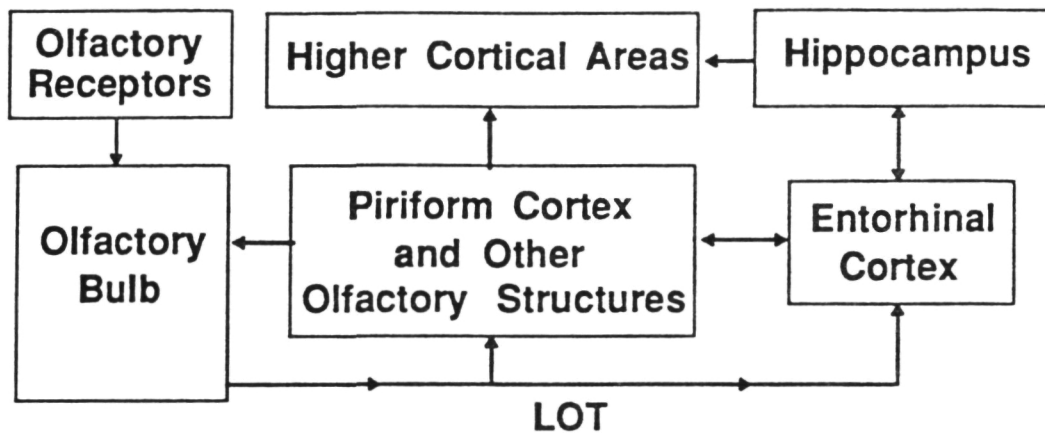 Olfactory
Receptors
Higher Cortical Areas
Hippocampus
Olfactory
Bulb
Piriform Cortex
and Other
Olfactory Structures
Entorhinal
Cortex
LOT